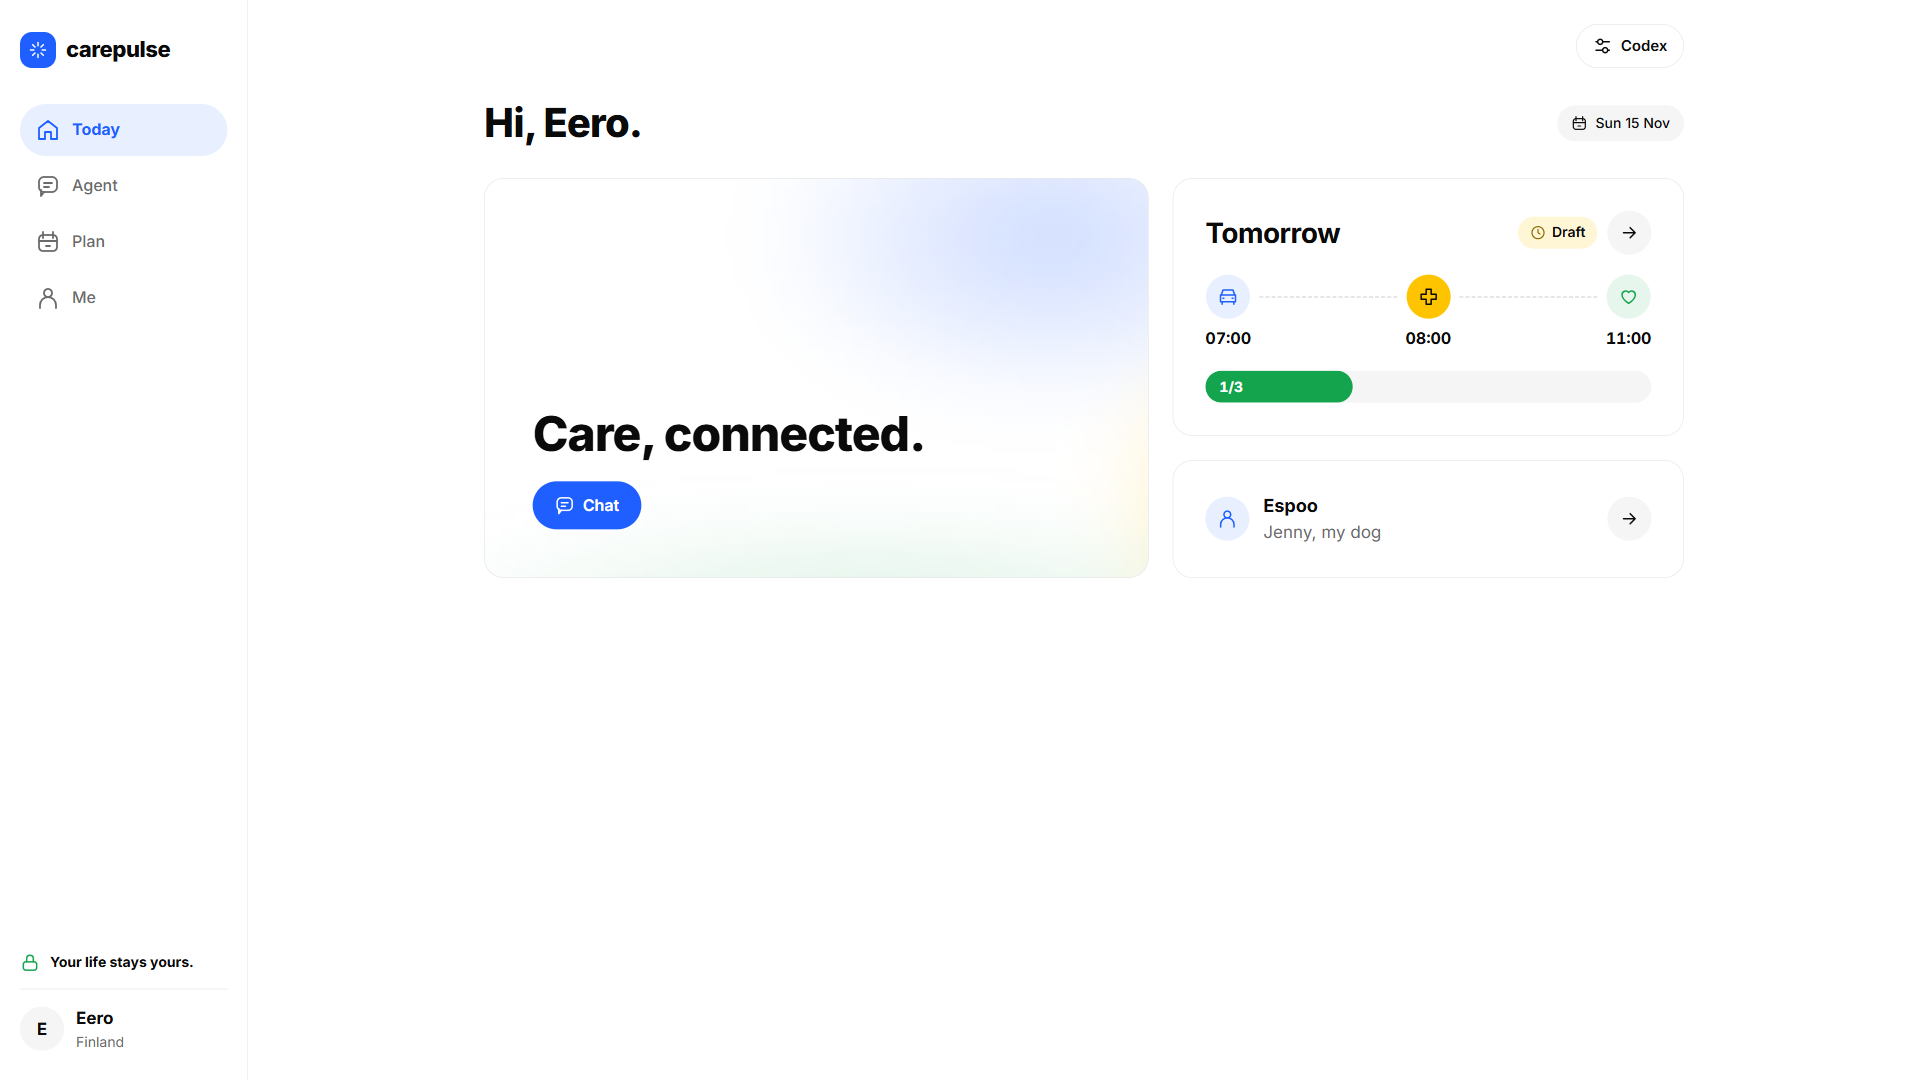 carepulse
Today
Agent
Plan
Me
Your life stays yours.
E
Eero
Finland
Codex
Hi, Eero.
Sun 15 Nov
Care, connected.
Chat
Tomorrow
Draft
07:00
08:00
11:00
1/3
Espoo
Jenny, my dog